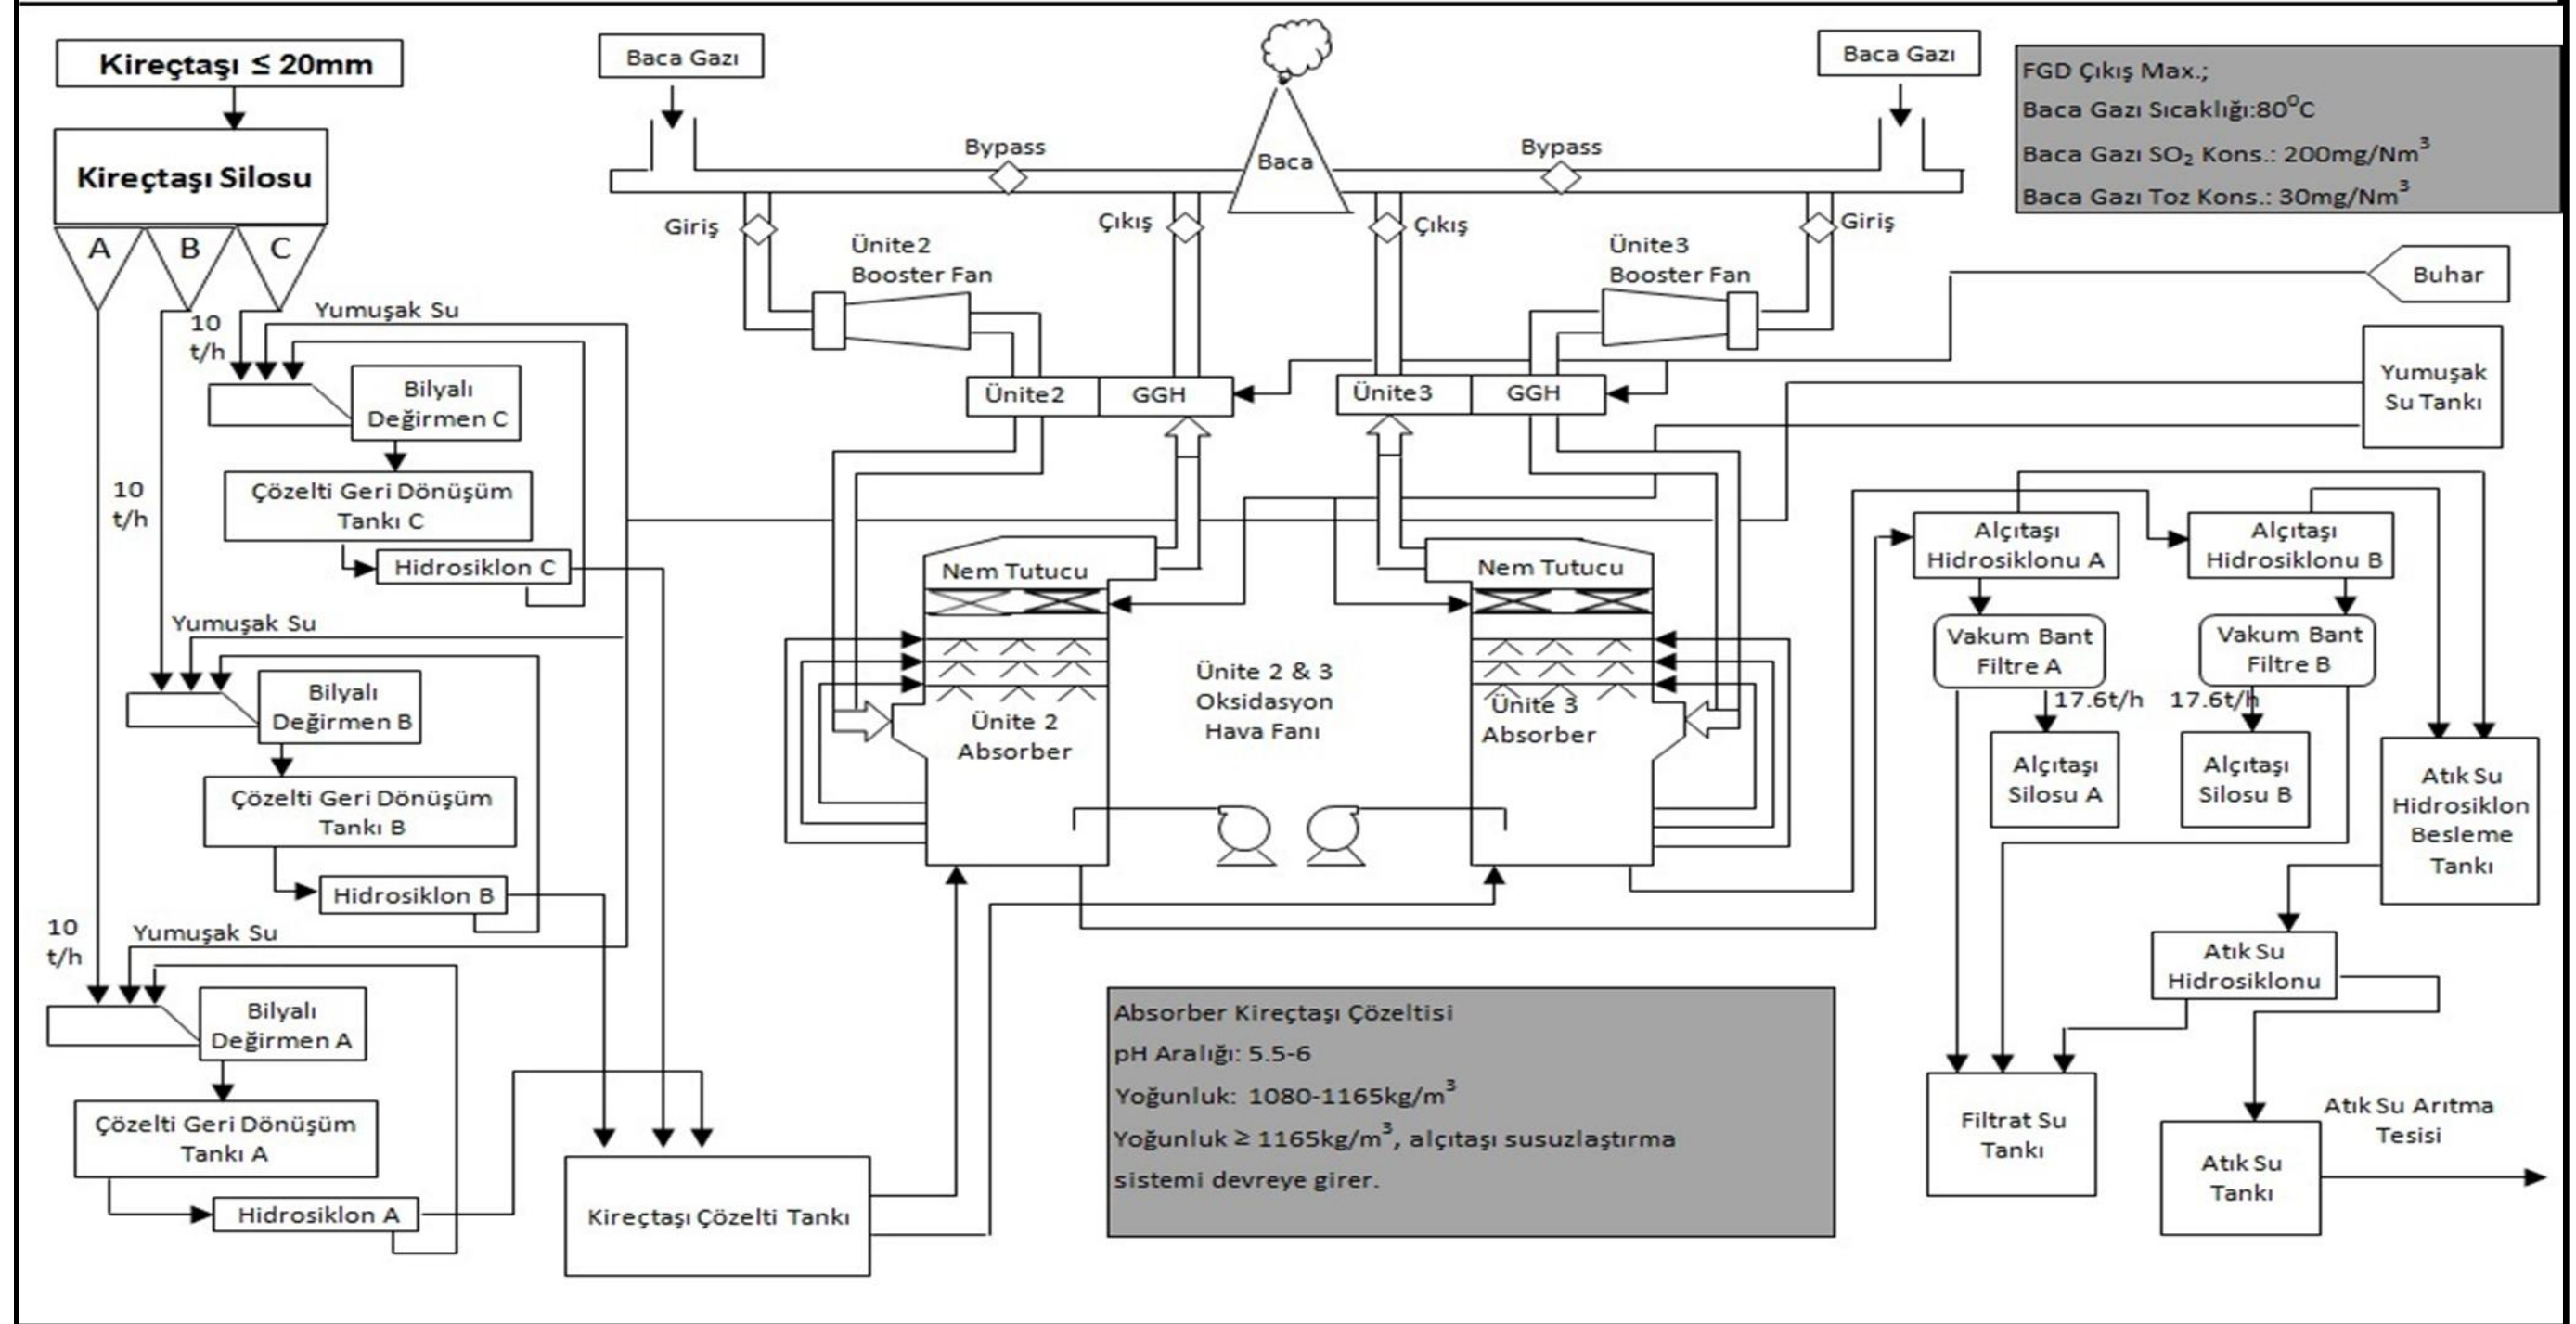 Kireçtaşı ≤ 20mm
Kireçtaşı Silosu
A
B
C
10
t/h
Yumuşak Su
Bilyalı
Değirmen C
10
t/h
Çözelti Geri Dönüşüm
Tankı C
Hidrosiklon C
Yumuşak Su
Bilyalı
Değirmen B
Çözelti Geri Dönüşüm
Tankı B
Hidrosiklon B
10
t/h
Yumuşak Su
Bilyalı
Değirmen A
Çözelti Geri Dönüşüm
Tankı A
Hidrosiklon A
Kireçtaşı Çözelti Tankı
Baca Gazı
Bypass
Baca
Bypass
Baca Gazı
Giriş
Çıkış
Çıkış
Giriş
Ünite2
Booster Fan
Ünite3
Booster Fan
Ünite2
GGH
Ünite3
GGH
Nem Tutucu
Nem Tutucu
Ünite 2
Absorber
Ünite 2 & 3
Oksidasyon
Hava Fanı
Ünite 3
Absorber
Absorber Kireçtaşı Çözeltisi
pH Aralığı: 5.5-6
Yoğunluk: 1080-1165kg/m³
Yoğunluk ≥ 1165kg/m³, alçıtaşı susuzlaştırma
sistemi devreye girer.
FGD Çıkış Max.;
Baca Gazı Sıcaklığı:80⁰C
Baca Gazı SO₂ Kons.: 200mg/Nm³
Baca Gazı Toz Kons.: 30mg/Nm³
Buhar
Yumuşak
Su Tankı
Alçıtaşı
Hidrosiklonu A
Alçıtaşı
Hidrosiklonu B
Vakum Bant
Filtre A
Vakum Bant
Filtre B
17.6t/h
17.6t/h
Alçıtaşı
Silosu A
Alçıtaşı
Silosu B
Atık Su
Hidrosiklon
Besleme
Tankı
Atık Su
Hidrosiklonu
Filtrat Su
Tankı
Atık Su
Tankı
Atık Su Arıtma
Tesisi